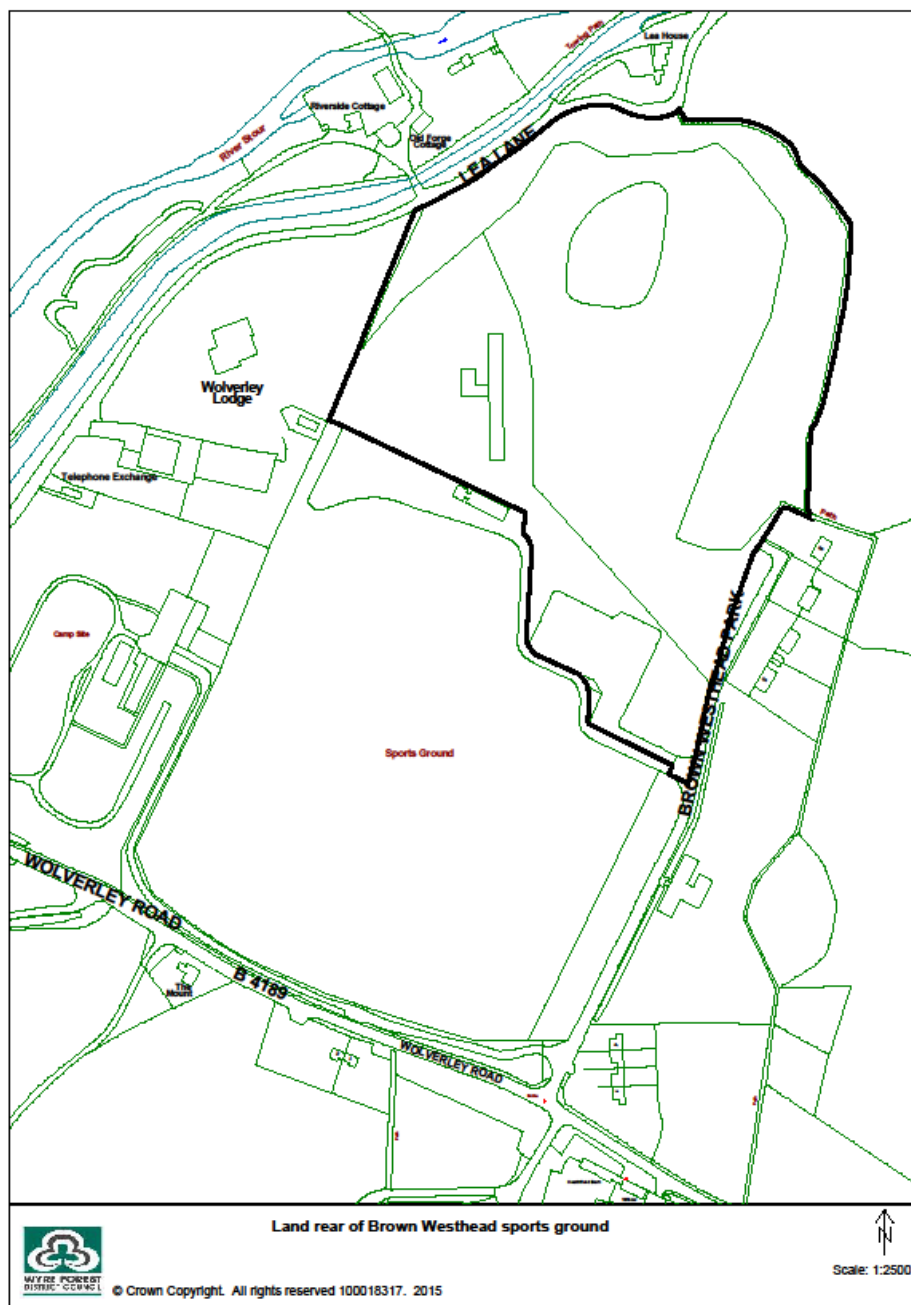 Lea House
Towing Path
Riverside Cottage
River Stour
Old Forge
Cottage
LEA LANE
Wolverley
Lodge
Telephone Exchange
Path
Camp Site
BROWN WESTHEAD PARK
Sports Ground
WOLVERLEY ROAD
B 4189
The
Mount
WOLVERLEY ROAD
Land rear of Brown Westhead sports ground
N
Scale: 1:2500
WYRE FOREST
DISTRICT COUNCIL
© Crown Copyright. All rights reserved 100018317. 2015